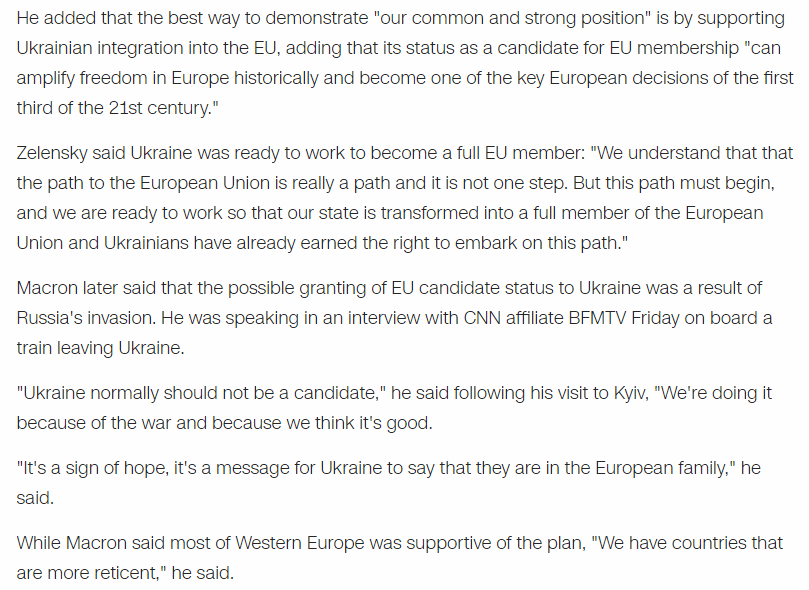 He added that the best way to demonstrate "our common and strong position" is by supporting
Ukrainian integration into the EU, adding that its status as a candidate for EU membership "can
amplify freedom in Europe historically and become one of the key European decisions of the first
third of the 21st century."
Zelensky said Ukraine was ready to work to become a full EU member: "We understand that that
the path to the European Union is really a path and it is not one step. But this path must begin,
and we are ready to work so that our state is transformed into a full member of the European
Union and Ukrainians have already earned the right to embark on this path."
Macron later said that the possible granting of EU candidate status to Ukraine was a result of
Russia's invasion. He was speaking in an interview with CNN affiliate BFMTV Friday on board a
train leaving Ukraine.
"Ukraine normally should not be a candidate," he said following his visit to Kyiv, "We're doing it
because of the war and because we think it's good.
"It's a sign of hope, it's a message for Ukraine to say that they are in the European family," he
said.
While Macron said most of Western Europe was supportive of the plan, "We have countries that
are more reticent," he said.